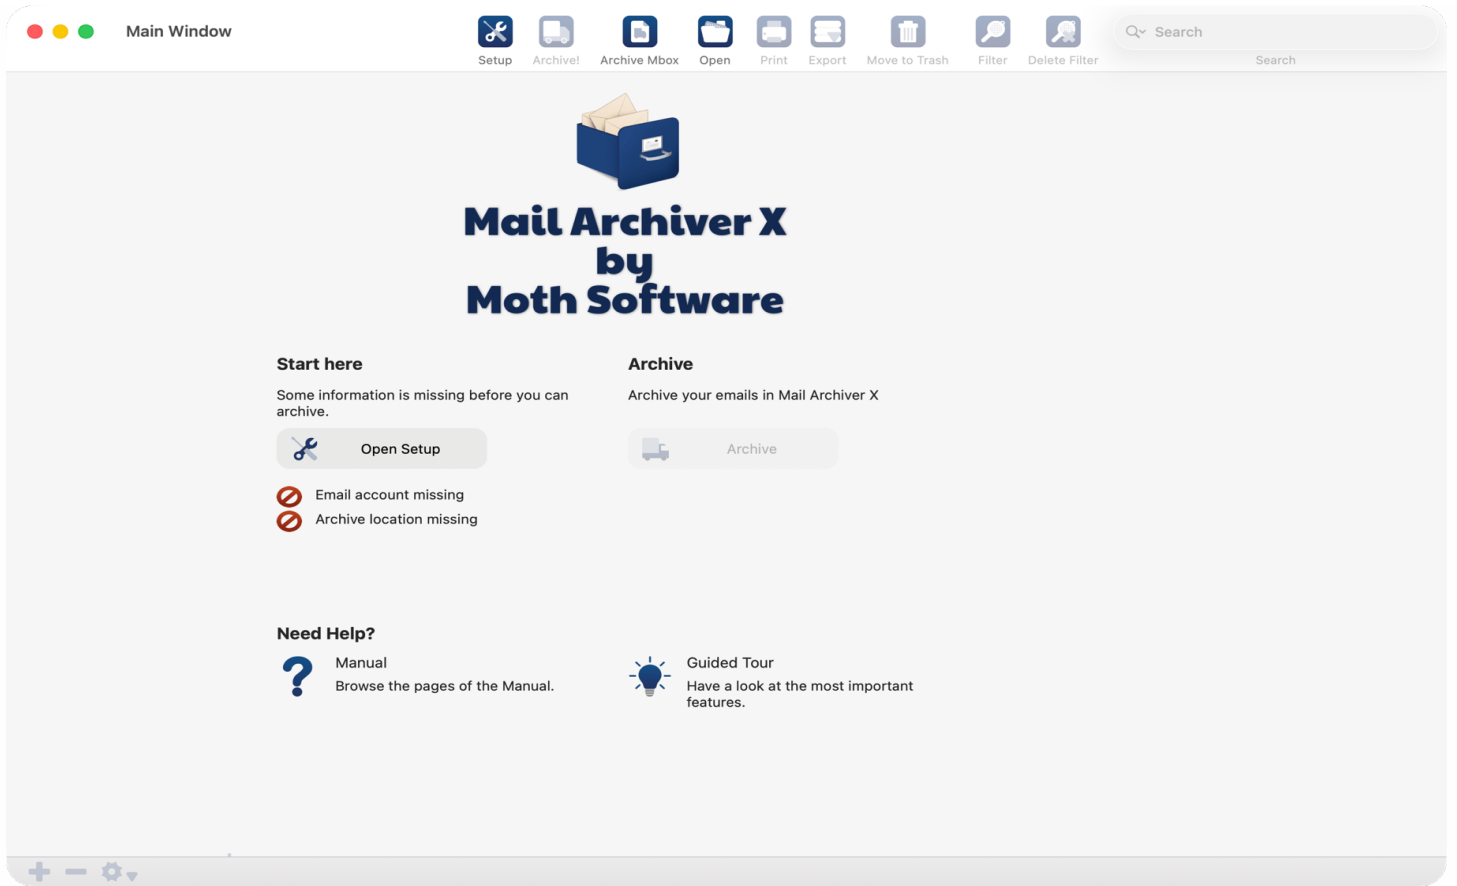 Main Window
Setup
Archive!
Archive Mbox
Open
Print
Export
Move to Trash
Filter
Delete Filter
Search
Search
Mail Archiver X
by
Moth Software
Start here
Some information is missing before you can
archive.
Open Setup
Email account missing
Archive location missing
Archive
Archive your emails in Mail Archiver X
Archive
Need Help?
Manual
Browse the pages of the Manual.
Guided Tour
Have a look at the most important
features.